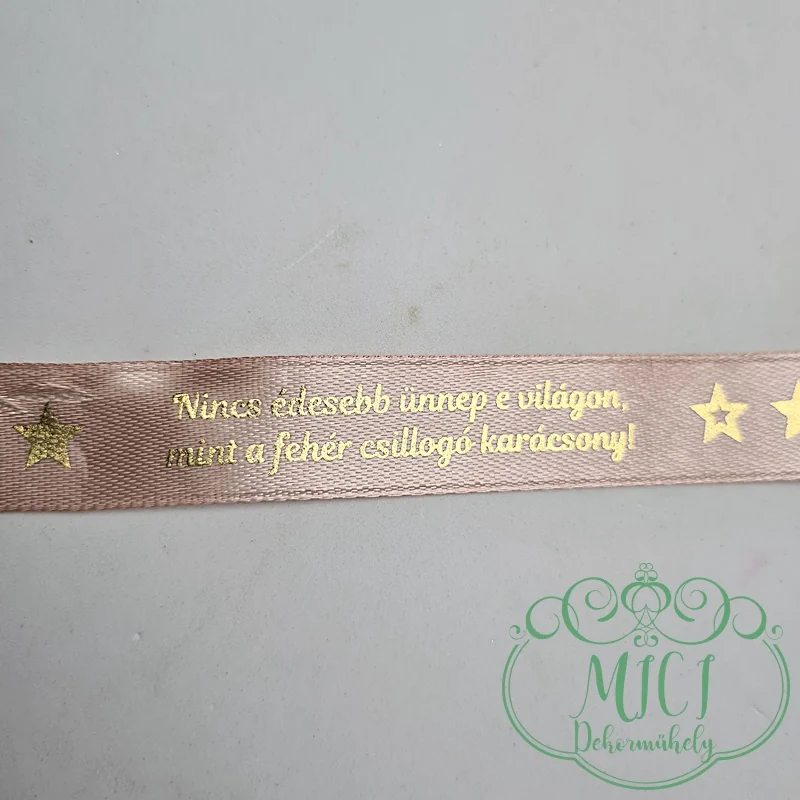 Nincs édesebb ünnep e világon,
mint a fehér csillogó karácsony!
MICI
Dekorműhely